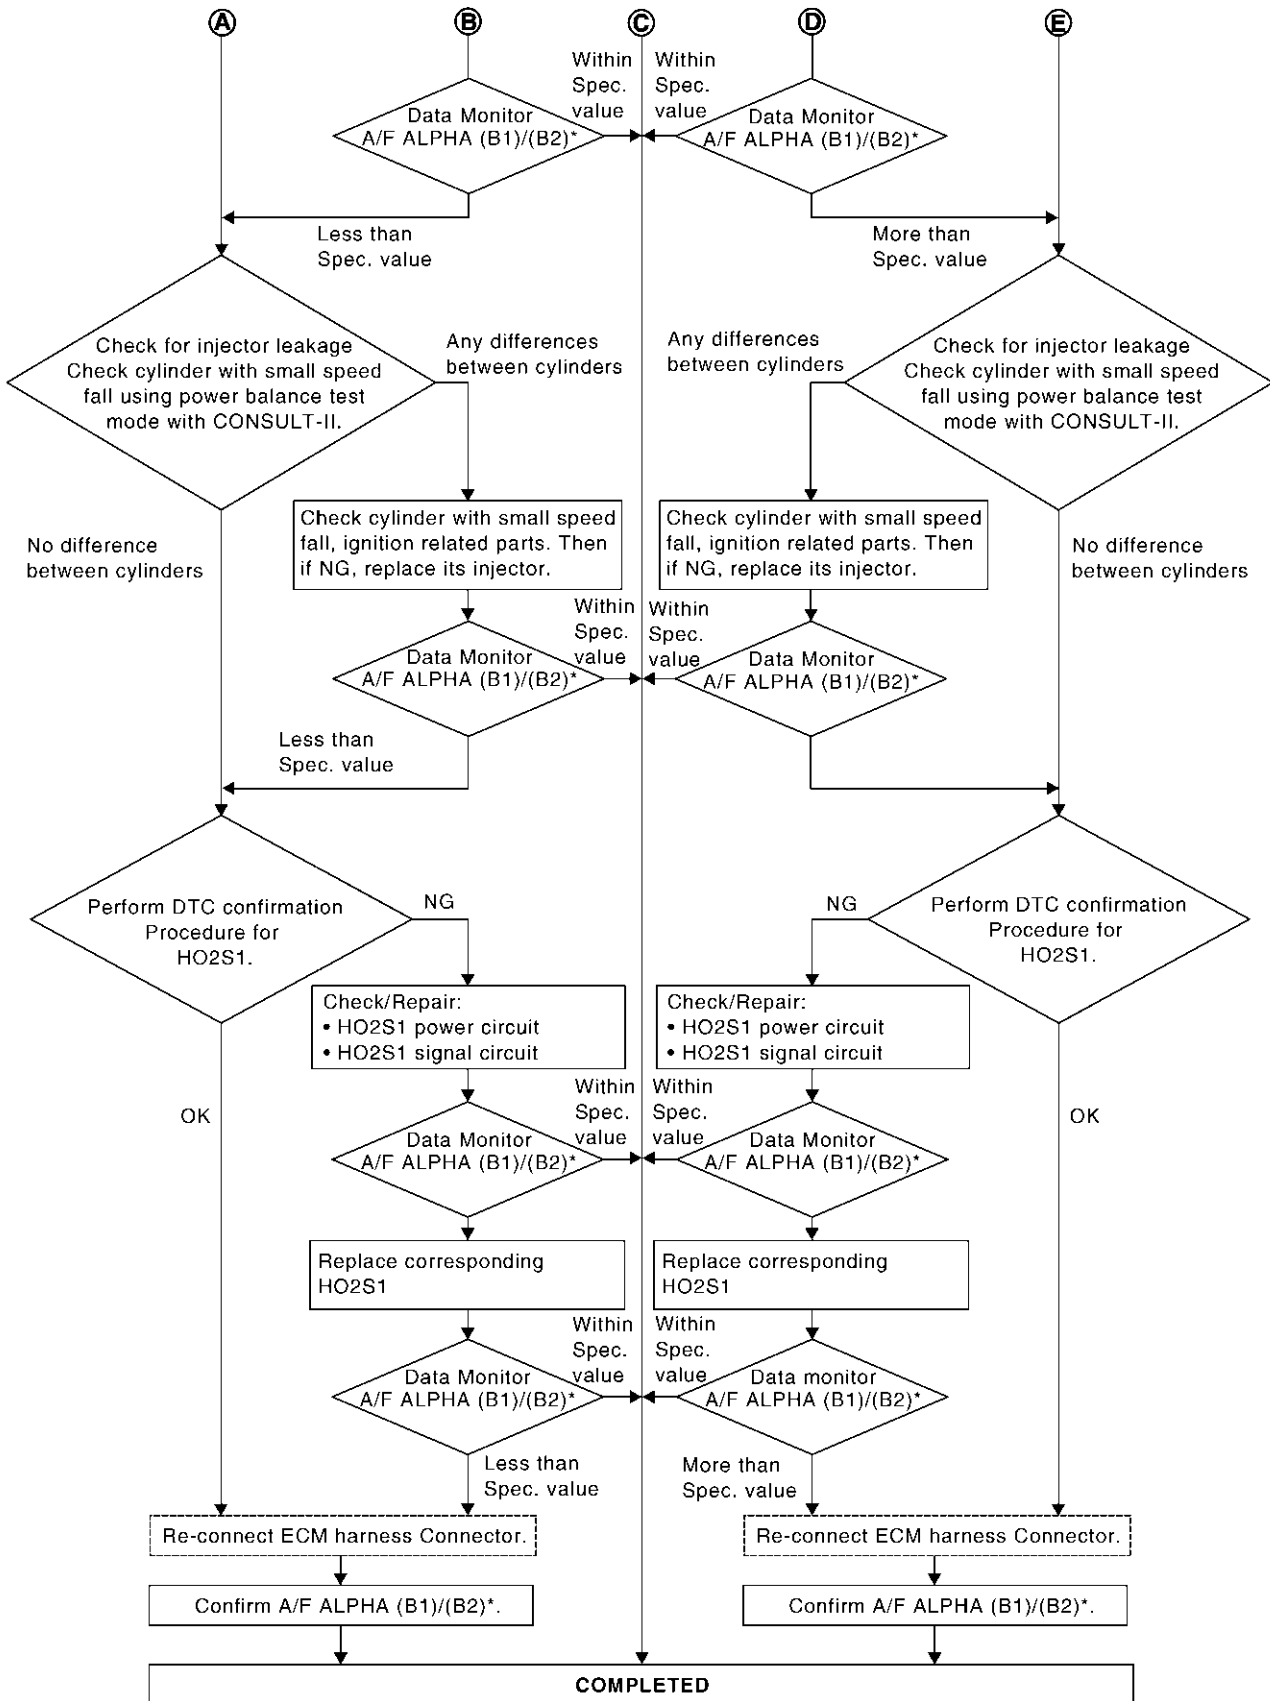 A
B
C
D
E
Within
Spec.
value
Within
Spec.
value
Data Monitor
A/F ALPHA (B1)/(B2)*
Data Monitor
A/F ALPHA (B1)/(B2)*
Less than
Spec. value
More than
Spec. value
Check for injector leakage
Check cylinder with small speed
fall using power balance test
mode with CONSULT-II.
Any differences
between cylinders
Any differences
between cylinders
Check for injector leakage
Check cylinder with small speed
fall using power balance test
mode with CONSULT-II.
No difference
between cylinders
Check cylinder with small speed
fall, ignition related parts. Then
if NG, replace its injector.
Check cylinder with small speed
fall, ignition related parts. Then
if NG, replace its injector.
No difference
between cylinders
Within
Spec.
value
Within
Spec.
value
Data Monitor
A/F ALPHA (B1)/(B2)*
Data Monitor
A/F ALPHA (B1)/(B2)*
Less than
Spec. value
Perform DTC confirmation
Procedure for
HO2S1.
NG
NG
Perform DTC confirmation
Procedure for
HO2S1.
Check/Repair:
• HO2S1 power circuit
• HO2S1 signal circuit
Check/Repair:
• HO2S1 power circuit
• HO2S1 signal circuit
OK
Within
Spec.
value
Within
Spec.
value
OK
Data Monitor
A/F ALPHA (B1)/(B2)*
Data Monitor
A/F ALPHA (B1)/(B2)*
Replace corresponding
HO2S1
Replace corresponding
HO2S1
Within
Spec.
value
Within
Spec.
value
Data Monitor
A/F ALPHA (B1)/(B2)*
Data monitor
A/F ALPHA (B1)/(B2)*
Less than
Spec. value
More than
Spec. value
Re-connect ECM harness Connector.
Re-connect ECM harness Connector.
Confirm A/F ALPHA (B1)/(B2)*.
Confirm A/F ALPHA (B1)/(B2)*.
COMPLETED